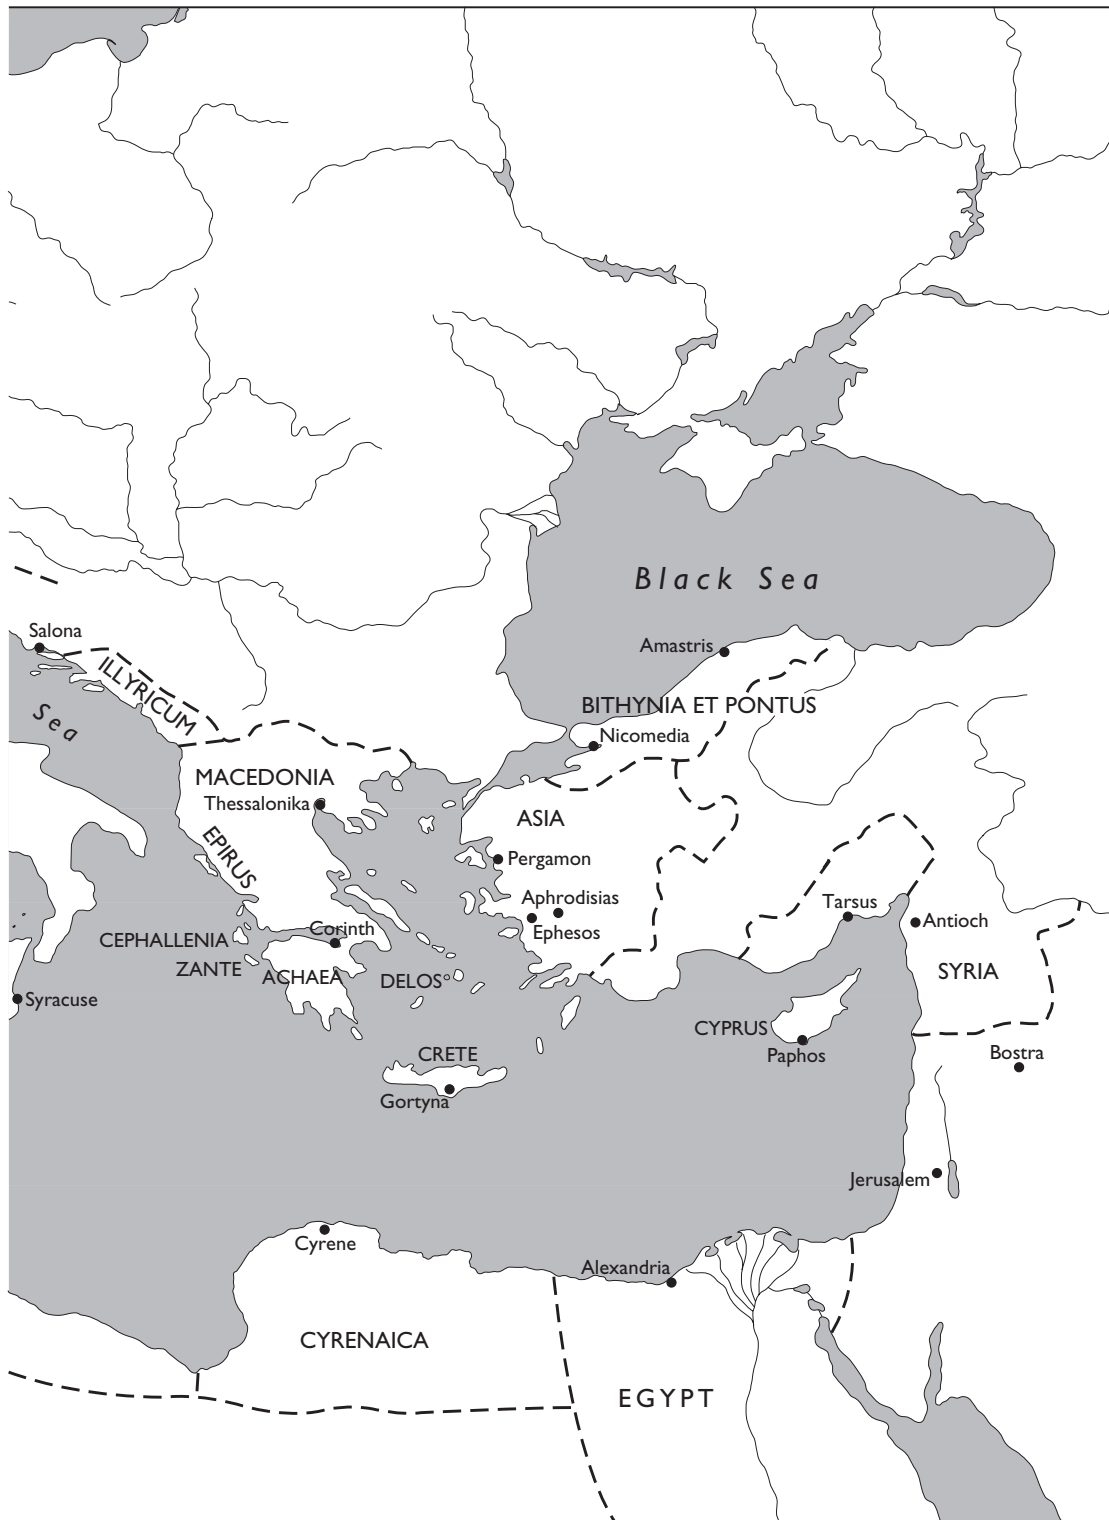 Black Sea
Salona
Amastris
ILLYRICUM
Sea
BITHYNIA ET PONTUS
Nicomedia
MACEDONIA
Thessalonika
ASIA
EPIRUS
Pergamon
Aphrodisias
Tarsus
Ephesos
Antioch
Corinth
CEPHALLENIA
ZANTE
ACHAEA
DELOS
SYRIA
Syracuse
CYPRUS
CRETE
Paphos
Bostra
Gortyna
Jerusalem
Cyrene
Alexandria
CYRENAICA
EGYPT